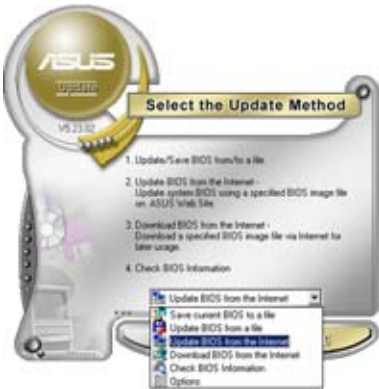 ASUS
Update
V5.23.02
Select the Update Method
1. Update/Save BIOS from/to a file
2. Update BIOS from the Internet -
Update system BIOS using a specified BIOS image file
on ASUS Web Site.
3. Download BIOS from the Internet -
Download a specified BIOS image file via Internet for
later usage.
4. Check BIOS Information
Update BIOS from the Internet
Save current BIOS to a file
Update BIOS from a file
Update BIOS from the Internet
Download BIOS from the Internet
Check BIOS Information
Options